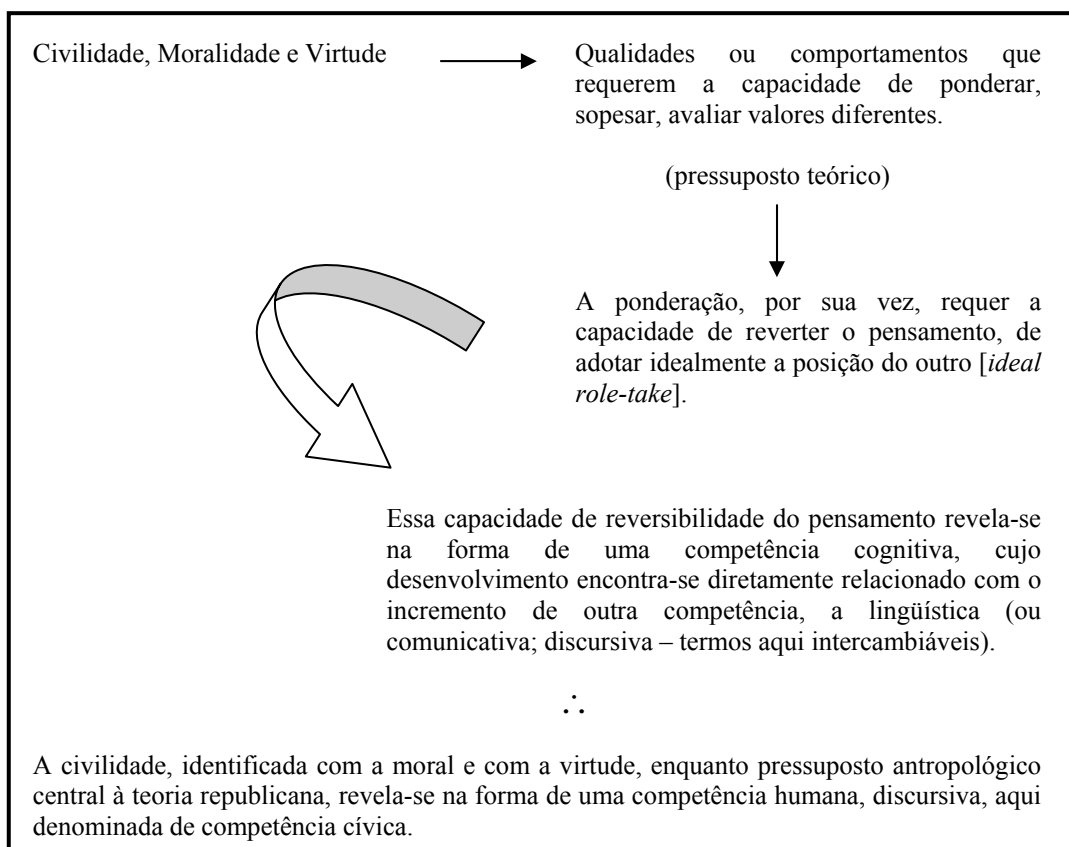 Civilidade, Moralidade e Virtude
Qualidades ou comportamentos que
requerem a capacidade de ponderar,
sopesar, avaliar valores diferentes.
(pressuposto teórico)
A ponderação, por sua vez, requer a
capacidade de reverter o pensamento, de
adotar idealmente a posição do outro [ideal
role-take].
Essa capacidade de reversibilidade do pensamento revela-se
na forma de uma competência cognitiva, cujo
desenvolvimento encontra-se diretamente relacionado com o
incremento de outra competência, a lingüística (ou
comunicativa; discursiva – termos aqui intercambiáveis).
∴
A civilidade, identificada com a moral e com a virtude, enquanto pressuposto antropológico
central à teoria republicana, revela-se na forma de uma competência humana, discursiva, aqui
denominada de competência cívica.